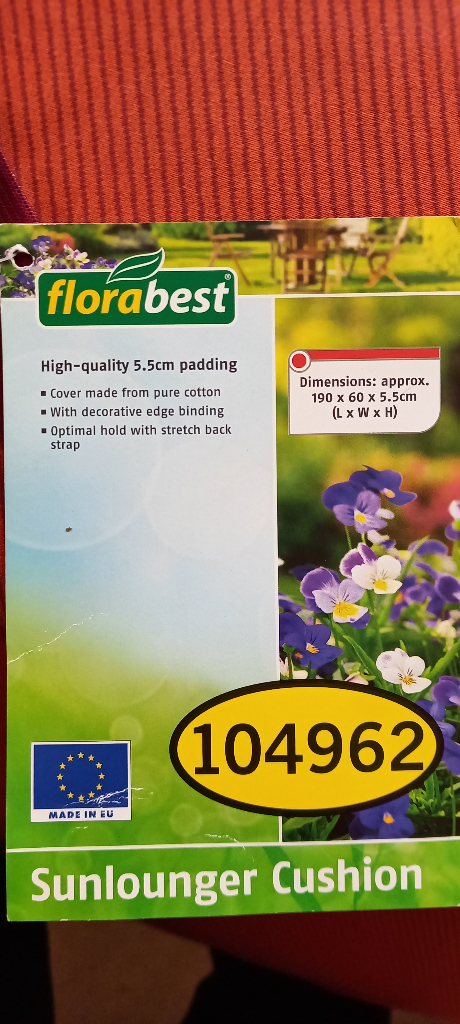 florabest®
High-quality 5.5cm padding
▪ Cover made from pure cotton
▪ With decorative edge binding
▪ Optimal hold with stretch back
strap
Dimensions: approx.
190 x 60 x 5.5cm
(L x W x H)
104962
MADE IN EU
Sunlounger Cushion